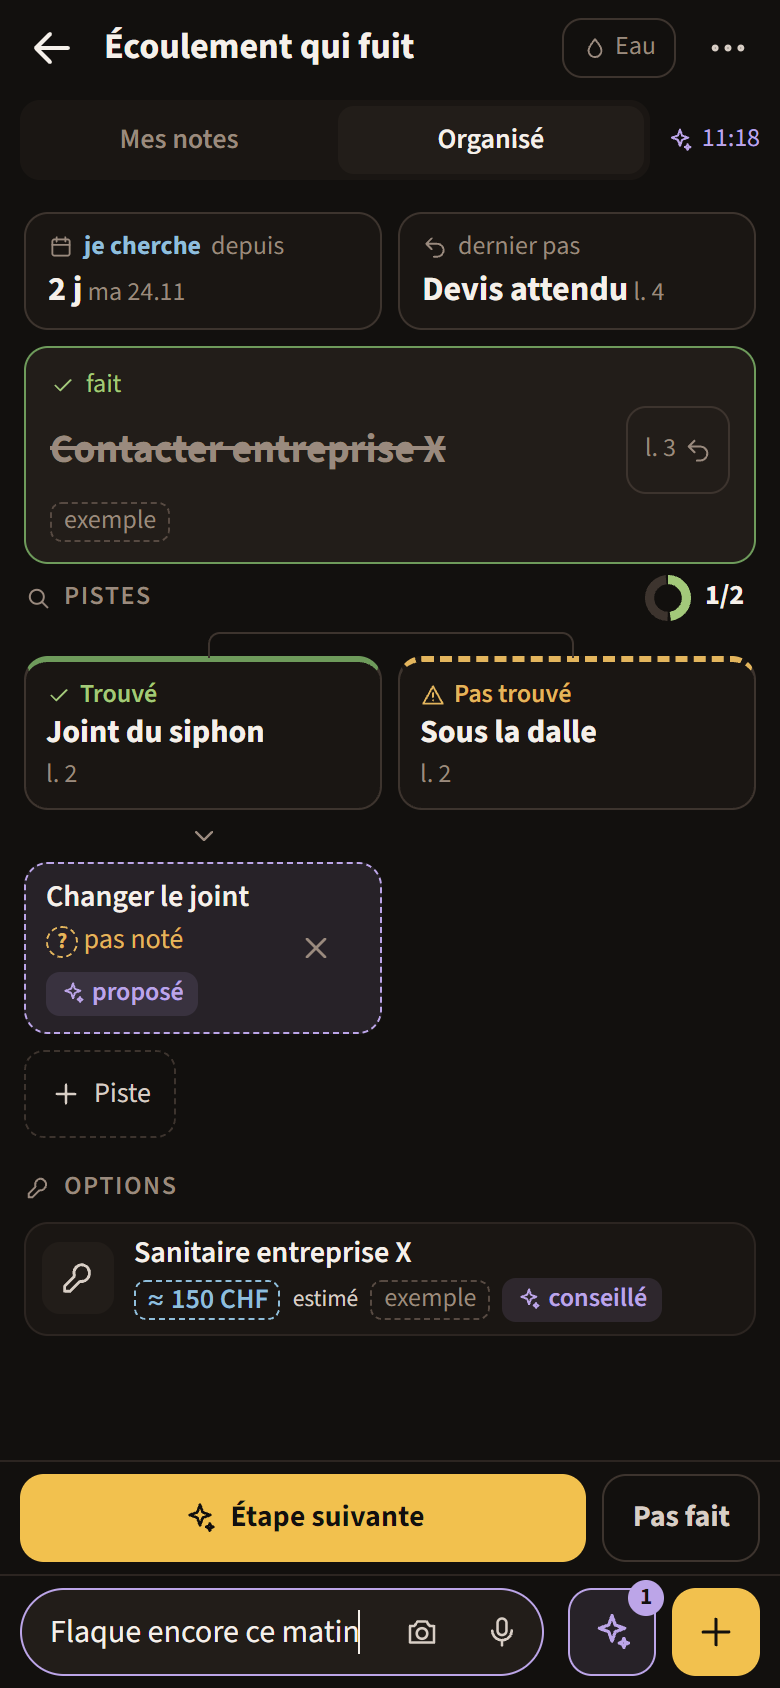 Écoulement qui fuit
Eau
Mes notes
Organisé
11:18
je cherche depuis
2 j ma 24.11
dernier pas
Devis attendu l. 4
fait
Contacter entreprise X
l. 3
exemple
PISTES
1/2
Trouvé
Joint du siphon
l. 2
Pas trouvé
Sous la dalle
l. 2
Changer le joint
? pas noté
proposé
Piste
OPTIONS
Sanitaire entreprise X
≈ 150 CHF estimé exemple conseillé
Étape suivante
Pas fait
Flaque encore ce matin
1